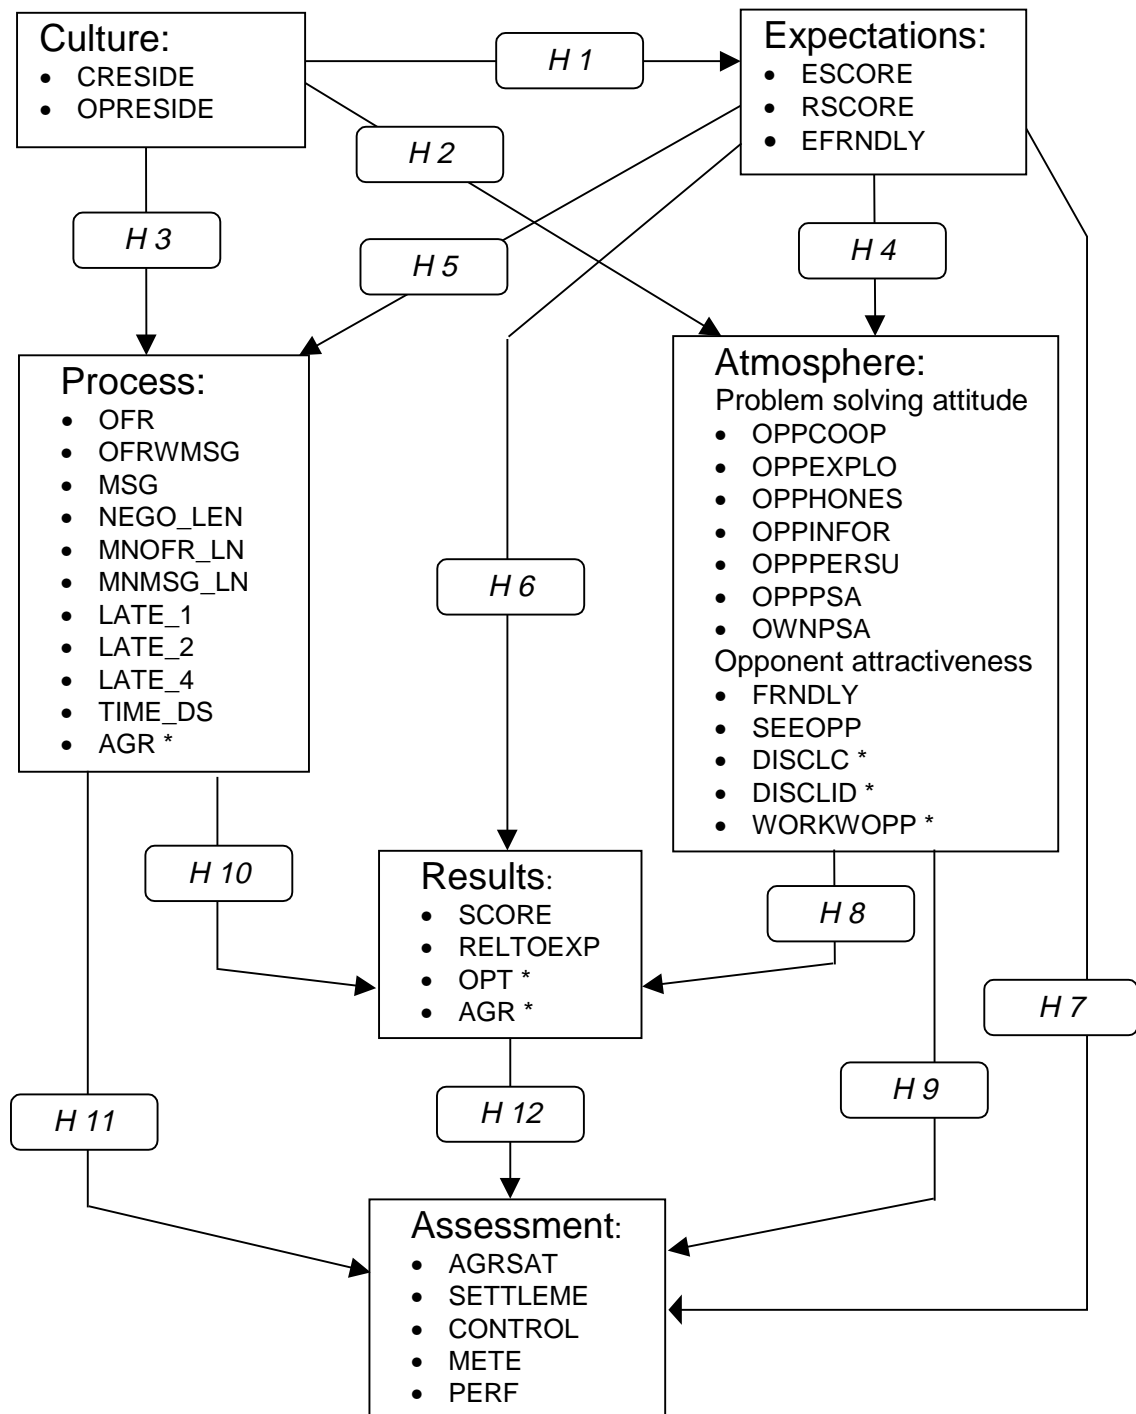 Culture:
• CRESIDE
• OPRESIDE
H 1
Expectations:
• ESCORE
• RSCORE
• EFRNDLY
H 2
H 3
H 5
H 4
Process:
• OFR
• OFRWMSG
• MSG
• NEGO_LEN
• MNOFR_LN
• MNMSG_LN
• LATE_1
• LATE_2
• LATE_4
• TIME_DS
• AGR *
H 6
Atmosphere:
Problem solving attitude
• OPPCOOP
• OPPEXPLO
• OPPHONES
• OPPINFOR
• OPPPERSU
• OPPPSA
• OWNPSA
Opponent attractiveness
• FRNDLY
• SEEOPP
• DISCLC *
• DISCLID *
• WORKWOPP *
H 10
Results:
• SCORE
• RELTOEXP
• OPT *
• AGR *
H 8
H 7
H 11
H 12
H 9
Assessment:
• AGRSAT
• SETTLEME
• CONTROL
• METE
• PERF